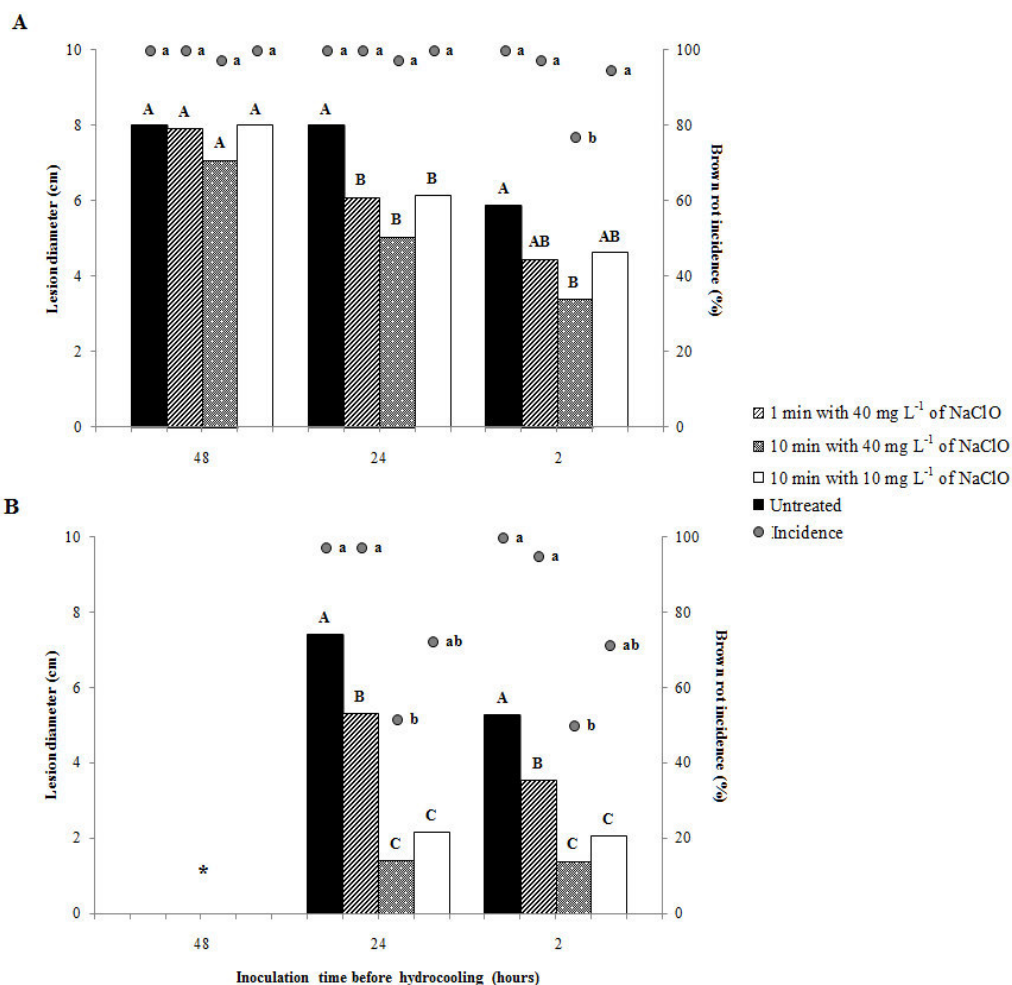 A
10 a a a a a a a a a a a 100
8 A A A A A b 80
6 B B B A 60
4 AB B AB 40
2 20
0 0
48 24 2
Lesion diameter (cm)
Brown rot incidence (%)
1 min with 40 mg L⁻¹ of NaClO
10 min with 40 mg L⁻¹ of NaClO
10 min with 10 mg L⁻¹ of NaClO
Untreated
Incidence
B
10 a a a a 100
8 A ab ab 80
6 B b A b 60
4 B 40
2 * C C C C 20
0 0
48 24 2
Lesion diameter (cm)
Brown rot incidence (%)
Inoculation time before hydrocooling (hours)